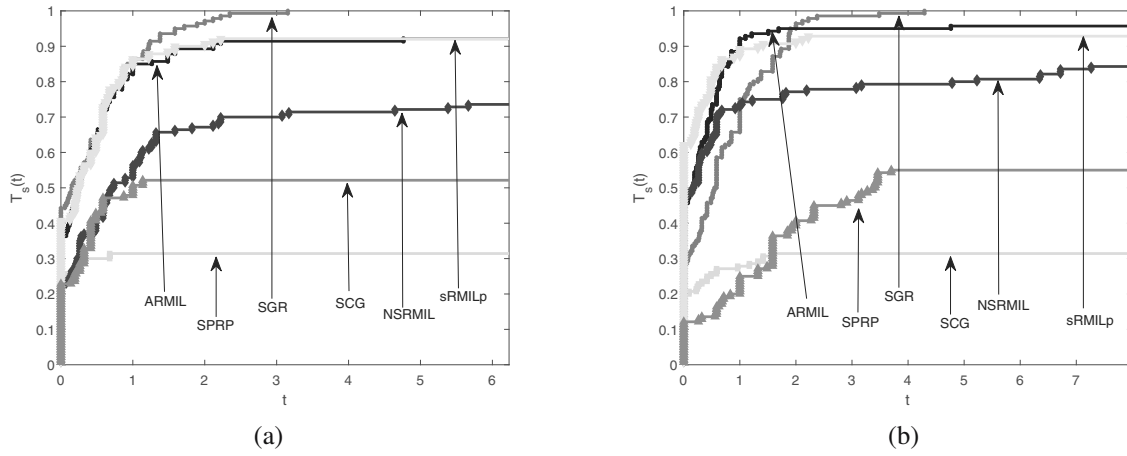 1
0.9
0.8
0.7
0.6
0.5
0.4
0.3
0.2
0.1
0
T_s(t)
0 1 2 3 4 5 6
t
ARMIL
SPRP
SGR
SCG
NSRMIL
sRMILp
(a)
1
0.9
0.8
0.7
0.6
0.5
0.4
0.3
0.2
0.1
0
T_s(t)
0 1 2 3 4 5 6 7
t
ARMIL
SPRP
SGR
SCG
NSRMIL
sRMILp
(b)